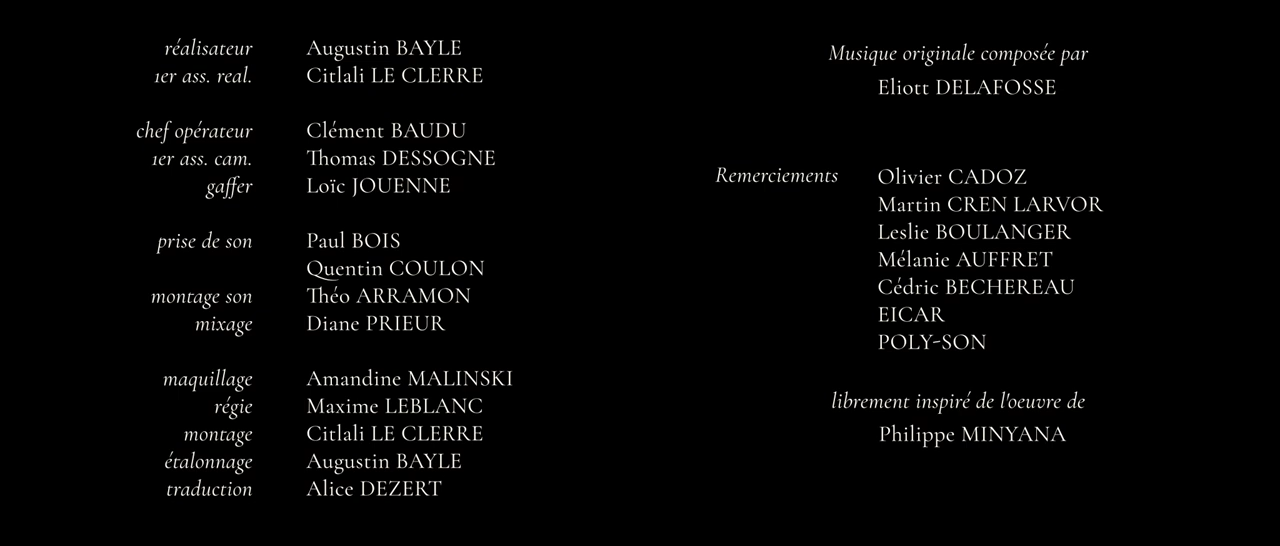 réalisateur Augustin BAYLE
1er ass. real. Citlali LE CLERRE
chef opérateur Clément BAUDU
1er ass. cam. Thomas DESSOGNE
gaffer Loïc JOUENNE
prise de son Paul BOIS
Quentin COULON
montage son Théo ARRAMON
mixage Diane PRIEUR
maquillage Amandine MALINSKI
régie Maxime LEBLANC
montage Citlali LE CLERRE
étalonnage Augustin BAYLE
traduction Alice DEZERT
Musique originale composée par
Eliott DELAFOSSE
Remerciements Olivier CADOZ
Martin CREN LARVOR
Leslie BOULANGER
Mélanie AUFFRET
Cédric BECHEREAU
EICAR
POLY-SON
librement inspiré de l'oeuvre de
Philippe MINYANA